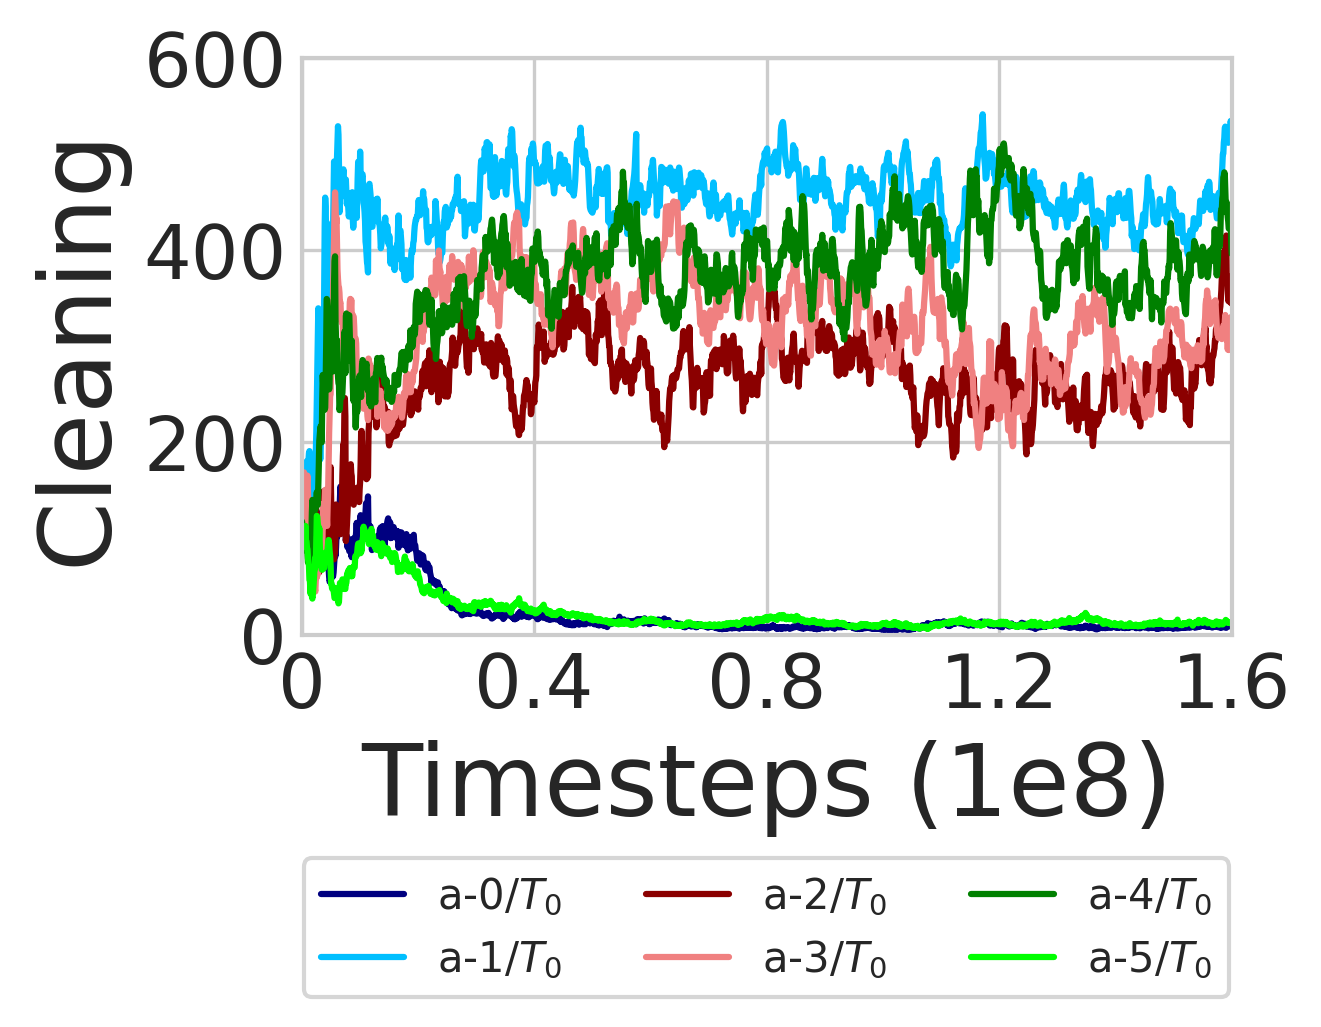 600
400
200
0
Cleaning
0 0.4 0.8 1.2 1.6
Timesteps (1e8)
a-0/T₀ a-2/T₀ a-4/T₀
a-1/T₀ a-3/T₀ a-5/T₀